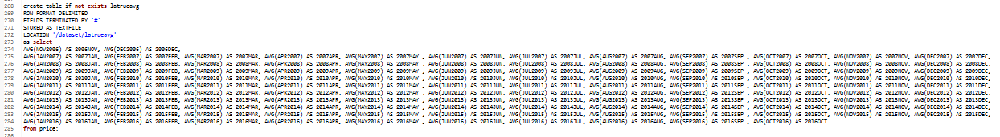 268 create table if not exists latrueavg
269 ROW FORMAT DELIMITED
270 FIELDS TERMINATED BY '#'
271 STORED AS TEXTFILE
272 LOCATION '/dataset/latrueavg'
273 as select
274 AVG(NOV2006) AS 2006NOV, AVG(DEC2006) AS 2006DEC,
275 AVG(JAN2007) AS 2007JAN, AVG(FEB2007) AS 2007FEB, AVG(MAR2007) AS 2007MAR, AVG(APR2007) AS 2007APR, AVG(MAY2007) AS 2007MAY , AVG(JUN2007) AS 2007JUN, AVG(JUL2007) AS 2007JUL, AVG(AUG2007) AS 2007AUG, AVG(SEP2007) AS 2007SEP , AVG(OCT2007) AS 2007OCT, AVG(NOV2007) AS 2007NOV, AVG(DEC2007) AS 2007DEC,
276 AVG(JAN2008) AS 2008JAN, AVG(FEB2008) AS 2008FEB, AVG(MAR2008) AS 2008MAR, AVG(APR2008) AS 2008APR, AVG(MAY2008) AS 2008MAY , AVG(JUN2008) AS 2008JUN, AVG(JUL2008) AS 2008JUL, AVG(AUG2008) AS 2008AUG, AVG(SEP2008) AS 2008SEP , AVG(OCT2008) AS 2008OCT, AVG(NOV2008) AS 2008NOV, AVG(DEC2008) AS 2008DEC,
277 AVG(JAN2009) AS 2009JAN, AVG(FEB2009) AS 2009FEB, AVG(MAR2009) AS 2009MAR, AVG(APR2009) AS 2009APR, AVG(MAY2009) AS 2009MAY , AVG(JUN2009) AS 2009JUN, AVG(JUL2009) AS 2009JUL, AVG(AUG2009) AS 2009AUG, AVG(SEP2009) AS 2009SEP , AVG(OCT2009) AS 2009OCT, AVG(NOV2009) AS 2009NOV, AVG(DEC2009) AS 2009DEC,
278 AVG(JAN2010) AS 2010JAN, AVG(FEB2010) AS 2010FEB, AVG(MAR2010) AS 2010MAR, AVG(APR2010) AS 2010APR, AVG(MAY2010) AS 2010MAY , AVG(JUN2010) AS 2010JUN, AVG(JUL2010) AS 2010JUL, AVG(AUG2010) AS 2010AUG, AVG(SEP2010) AS 2010SEP , AVG(OCT2010) AS 2010OCT, AVG(NOV2010) AS 2010NOV, AVG(DEC2010) AS 2010DEC,
279 AVG(JAN2011) AS 2011JAN, AVG(FEB2011) AS 2011FEB, AVG(MAR2011) AS 2011MAR, AVG(APR2011) AS 2011APR, AVG(MAY2011) AS 2011MAY , AVG(JUN2011) AS 2011JUN, AVG(JUL2011) AS 2011JUL, AVG(AUG2011) AS 2011AUG, AVG(SEP2011) AS 2011SEP , AVG(OCT2011) AS 2011OCT, AVG(NOV2011) AS 2011NOV, AVG(DEC2011) AS 2011DEC,
280 AVG(JAN2012) AS 2012JAN, AVG(FEB2012) AS 2012FEB, AVG(MAR2012) AS 2012MAR, AVG(APR2012) AS 2012APR, AVG(MAY2012) AS 2012MAY , AVG(JUN2012) AS 2012JUN, AVG(JUL2012) AS 2012JUL, AVG(AUG2012) AS 2012AUG, AVG(SEP2012) AS 2012SEP , AVG(OCT2012) AS 2012OCT, AVG(NOV2012) AS 2012NOV, AVG(DEC2012) AS 2012DEC,
281 AVG(JAN2013) AS 2013JAN, AVG(FEB2013) AS 2013FEB, AVG(MAR2013) AS 2013MAR, AVG(APR2013) AS 2013APR, AVG(MAY2013) AS 2013MAY , AVG(JUN2013) AS 2013JUN, AVG(JUL2013) AS 2013JUL, AVG(AUG2013) AS 2013AUG, AVG(SEP2013) AS 2013SEP , AVG(OCT2013) AS 2013OCT, AVG(NOV2013) AS 2013NOV, AVG(DEC2013) AS 2013DEC,
282 AVG(JAN2014) AS 2014JAN, AVG(FEB2014) AS 2014FEB, AVG(MAR2014) AS 2014MAR, AVG(APR2014) AS 2014APR, AVG(MAY2014) AS 2014MAY , AVG(JUN2014) AS 2014JUN, AVG(JUL2014) AS 2014JUL, AVG(AUG2014) AS 2014AUG, AVG(SEP2014) AS 2014SEP , AVG(OCT2014) AS 2014OCT, AVG(NOV2014) AS 2014NOV, AVG(DEC2014) AS 2014DEC,
283 AVG(JAN2015) AS 2015JAN, AVG(FEB2015) AS 2015FEB, AVG(MAR2015) AS 2015MAR, AVG(APR2015) AS 2015APR, AVG(MAY2015) AS 2015MAY , AVG(JUN2015) AS 2015JUN, AVG(JUL2015) AS 2015JUL, AVG(AUG2015) AS 2015AUG, AVG(SEP2015) AS 2015SEP , AVG(OCT2015) AS 2015OCT, AVG(NOV2015) AS 2015NOV, AVG(DEC2015) AS 2015DEC,
284 AVG(JAN2016) AS 2016JAN, AVG(FEB2016) AS 2016FEB, AVG(MAR2016) AS 2016MAR, AVG(APR2016) AS 2016APR, AVG(MAY2016) AS 2016MAY , AVG(JUN2016) AS 2016JUN, AVG(JUL2016) AS 2016JUL, AVG(AUG2016) AS 2016AUG, AVG(SEP2016) AS 2016SEP , AVG(OCT2016) AS 2016OCT
285 from price;
286